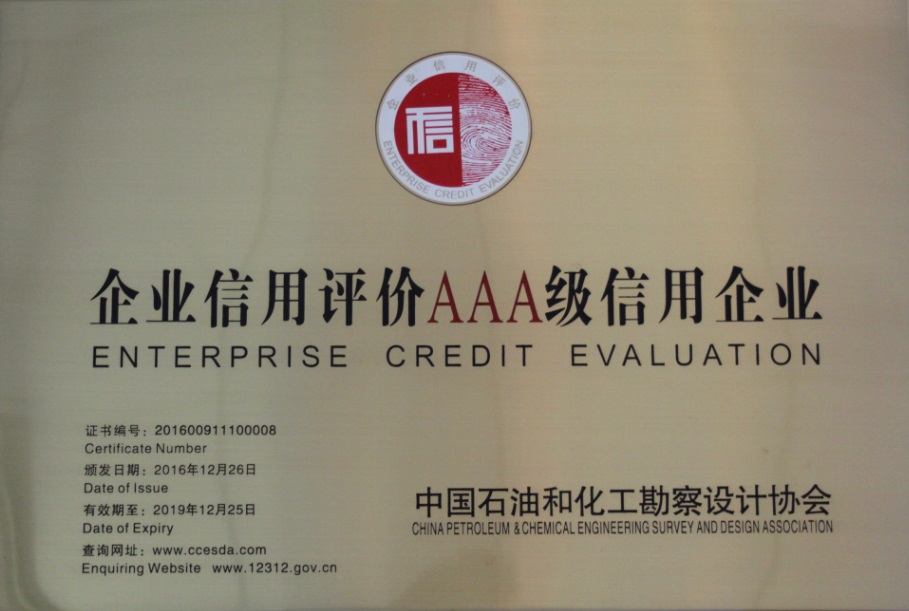 企业信用评价
信
ENTERPRISE CREDIT EVALUATION
企业信用评价AAA级信用企业
ENTERPRISE CREDIT EVALUATION
证书编号：201600911100008
Certificate Number
颁发日期：2016年12月26日
Date of Issue
有效期至：2019年12月25日
Date of Expiry
查询网址：www.ccesda.com
Enquiring Website www.12312.gov.cn
中国石油和化工勘察设计协会
CHINA PETROLEUM & CHEMICAL ENGINEERING SURVEY AND DESIGN ASSOCIATION